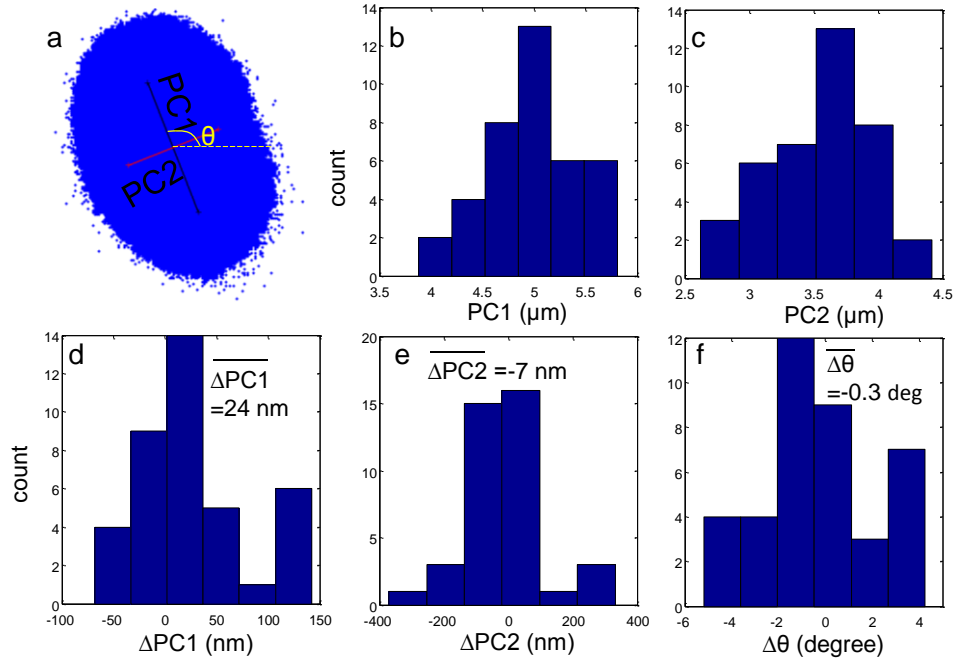 a
PC1
θ
PC2
b
14
12
10
8
6
4
2
0
count
3.5 4 4.5 5 5.5 6
PC1 (µm)
c
14
12
10
8
6
4
2
0
2.5 3 3.5 4 4.5
PC2 (µm)
d
14
12
10
8
6
4
2
0
count
ΔPC1
=24 nm
-100 -50 0 50 100 150
ΔPC1 (nm)
e
20
15
10
5
0
ΔPC2 =-7 nm
-400 -200 0 200 400
ΔPC2 (nm)
f
12
10
8
6
4
2
0
Δθ
=-0.3 deg
-6 -4 -2 0 2 4
Δθ (degree)